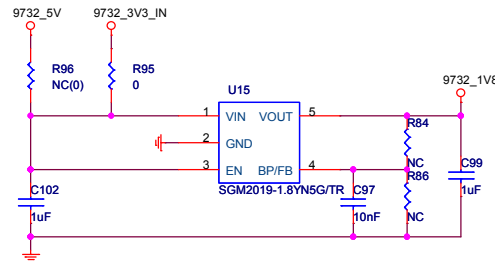 9732_5V 9732_3V3_IN
R96 R95
NC(0) 0
9732_1V8
U15
1 VIN VOUT 5
R84
2 GND
NC
3 EN BP/FB 4
R86
C99
C102 SGM2019-1.8YN5G/TR C97
1uF 10nF NC 1uF